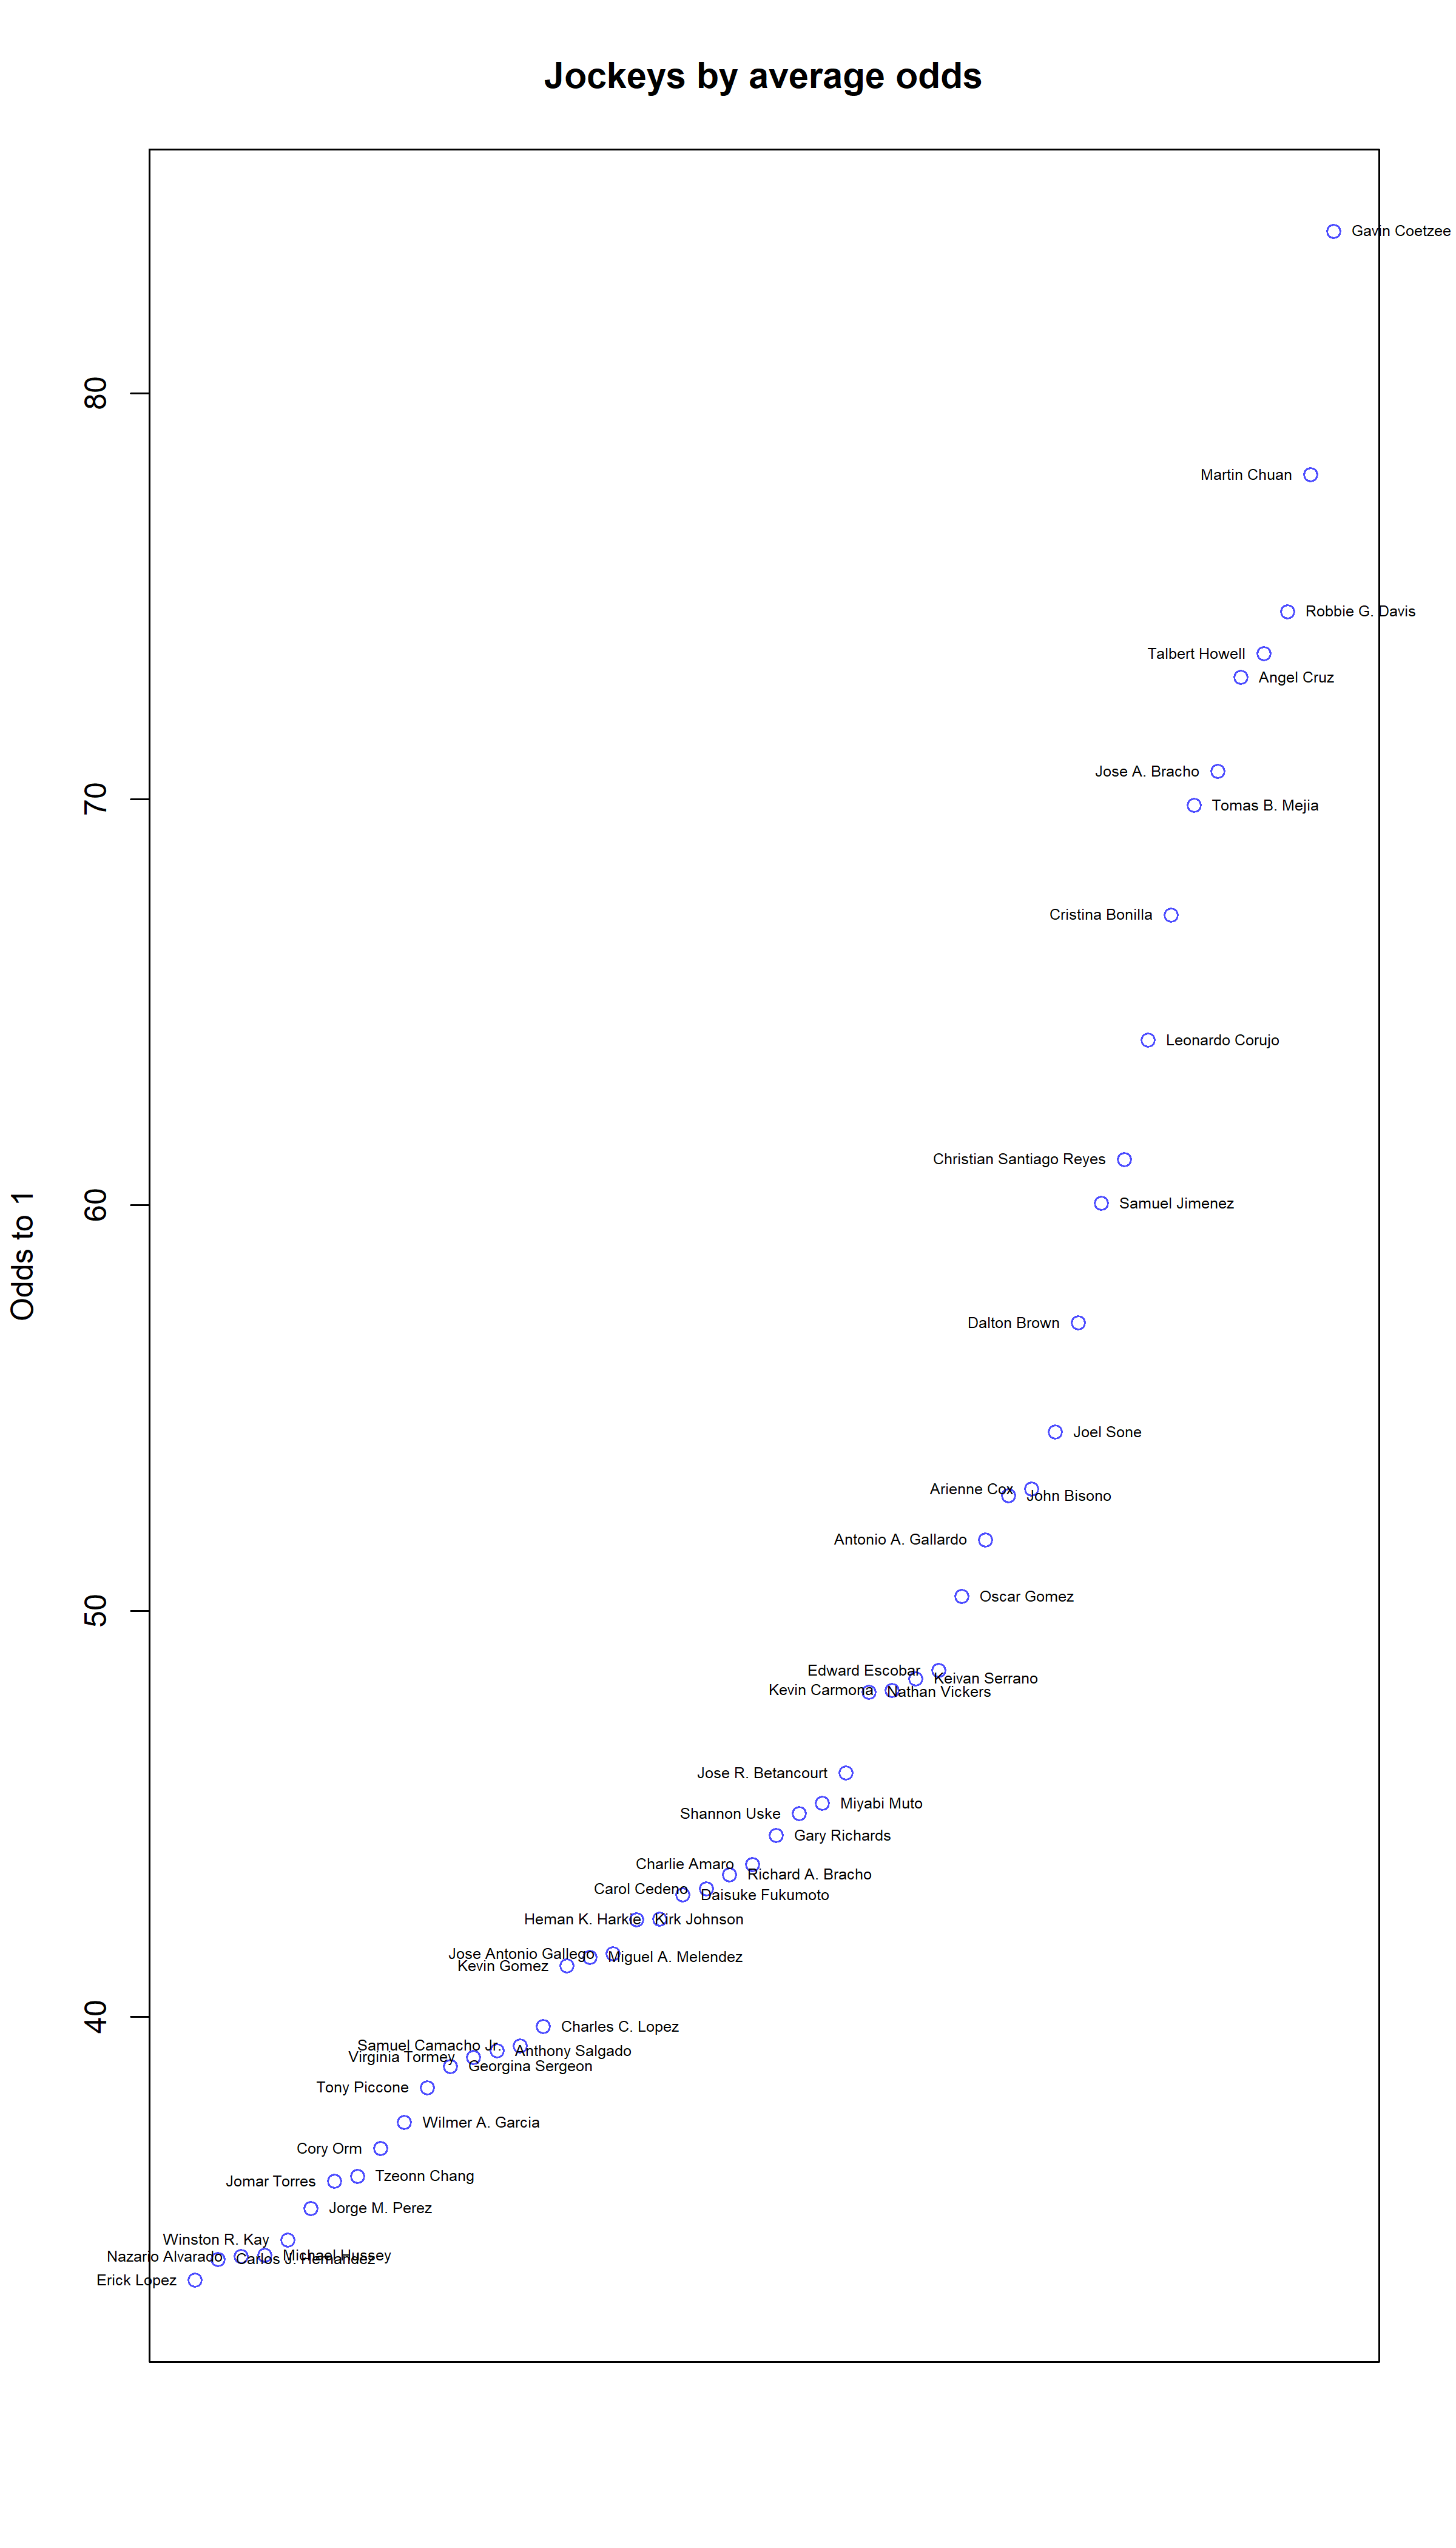 Jockeys by average odds
Gavin Coetzee
80
Martin Chuan
Robbie G. Davis
Talbert Howell
Angel Cruz
Jose A. Bracho
70
Tomas B. Mejia
Cristina Bonilla
Leonardo Corujo
Christian Santiago Reyes
60
Samuel Jimenez
Odds to 1
Dalton Brown
Joel Sone
Arienne Cox
John Bisono
Antonio A. Gallardo
Oscar Gomez
50
Edward Escobar
Keivan Serrano
Kevin Carmona
Nathan Vickers
Jose R. Betancourt
Miyabi Muto
Shannon Uske
Gary Richards
Charlie Amaro
Richard A. Bracho
Carol Cedeno
Daisuke Fukumoto
Heman K. Harkie
Kirk Johnson
Jose Antonio Gallego
Miguel A. Melendez
Kevin Gomez
40
Charles C. Lopez
Samuel Camacho Jr.
Anthony Salgado
Virginia Tormey
Georgina Sergeon
Tony Piccone
Wilmer A. Garcia
Cory Orm
Tzeonn Chang
Jomar Torres
Jorge M. Perez
Winston R. Kay
Michael Hussey
Nazario Alvarado
Carlos J. Hernandez
Erick Lopez